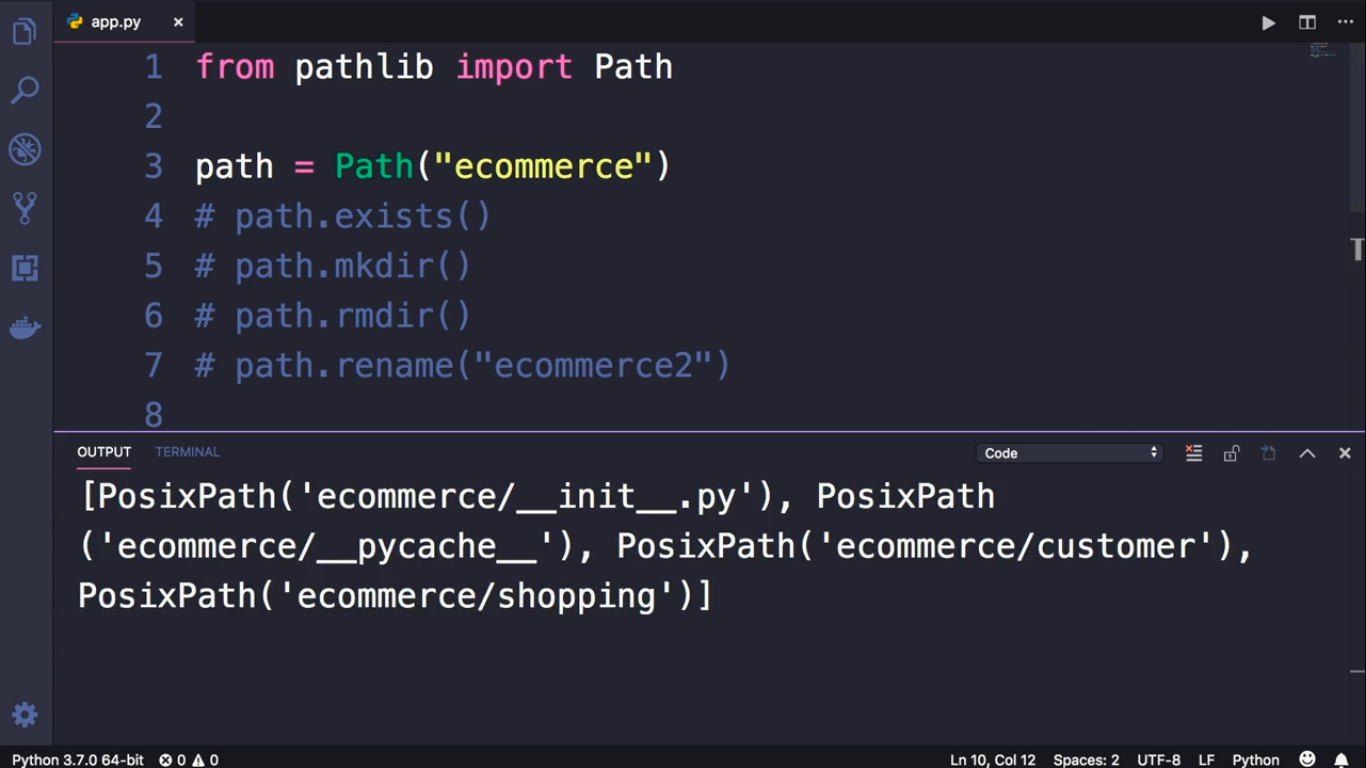 app.py
1 from pathlib import Path
2
3 path = Path("ecommerce")
4 # path.exists()
5 # path.mkdir()
6 # path.rmdir()
7 # path.rename("ecommerce2")
8
OUTPUT TERMINAL Code
[PosixPath('ecommerce/__init__.py'), PosixPath
('ecommerce/__pycache__'), PosixPath('ecommerce/customer'),
PosixPath('ecommerce/shopping')]
Python 3.7.0 64-bit 0 0 Ln 10, Col 12 Spaces: 2 UTF-8 LF Python